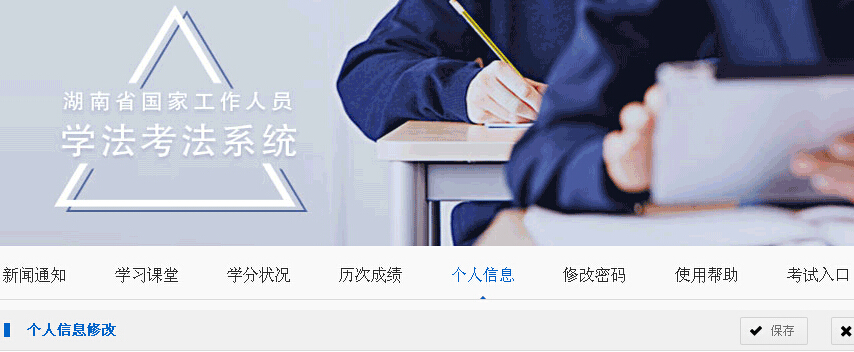 湖南省国家工作人员
学法考法系统
新闻通知 学习课堂 学分状况 历次成绩 个人信息 修改密码 使用帮助 考试入口
个人信息修改 保存